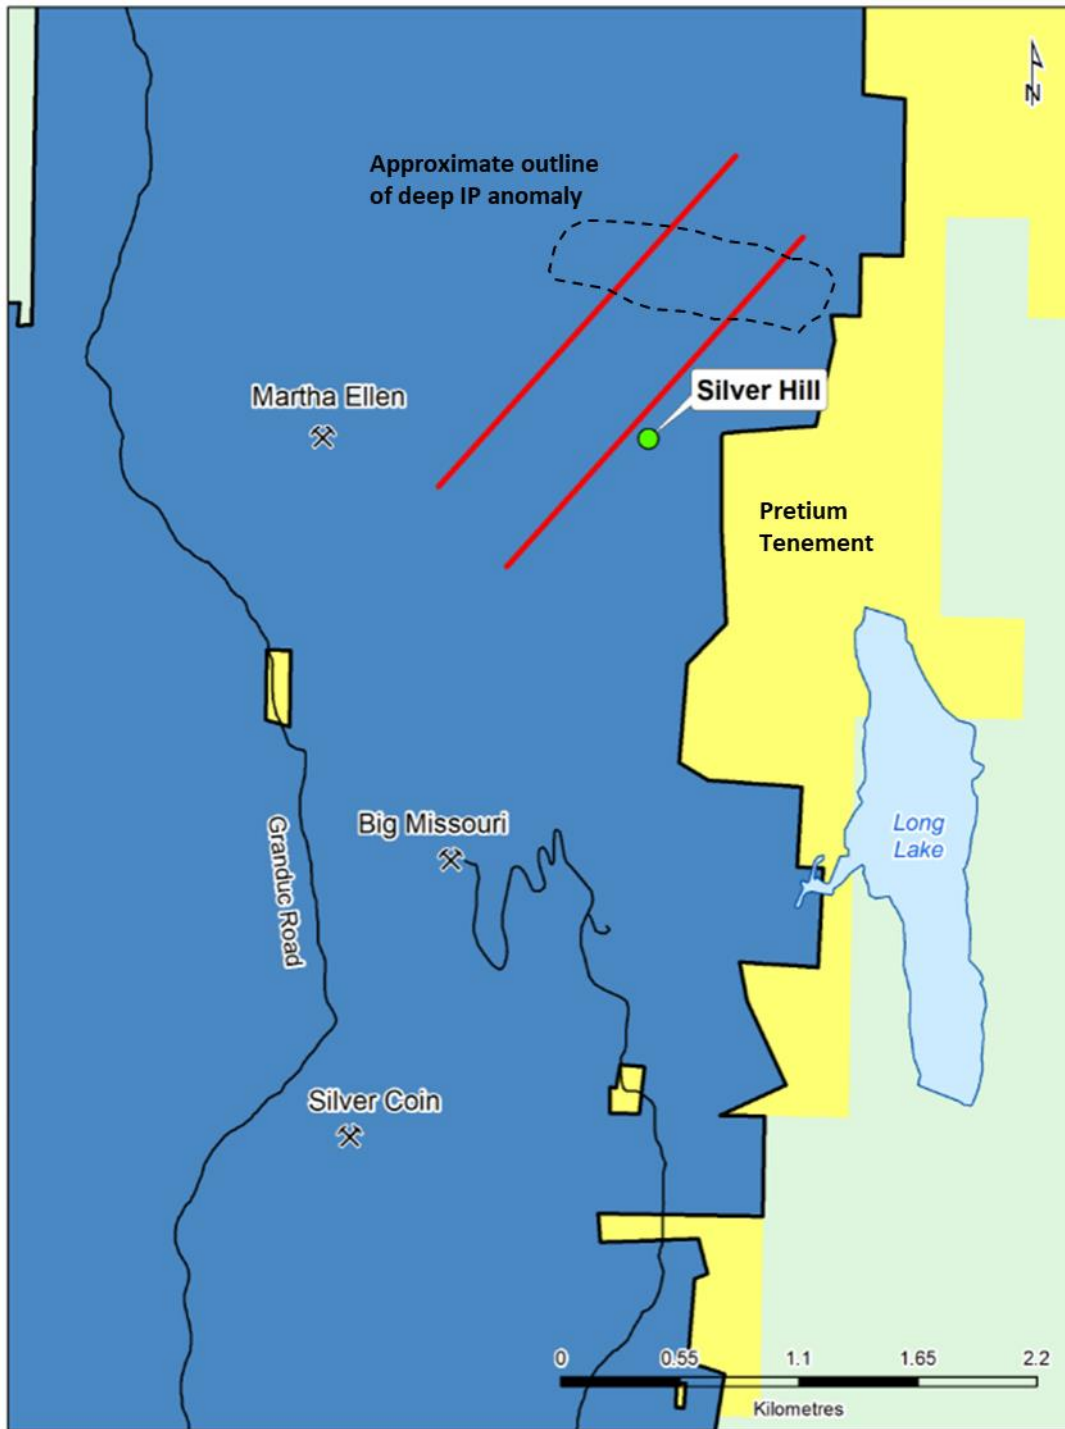 N
Approximate outline
of deep IP anomaly
Silver Hill
Martha Ellen
Pretium
Tenement
Big Missouri
Long
Lake
Granduc Road
Silver Coin
0 0.55 1.1 1.65 2.2
Kilometres